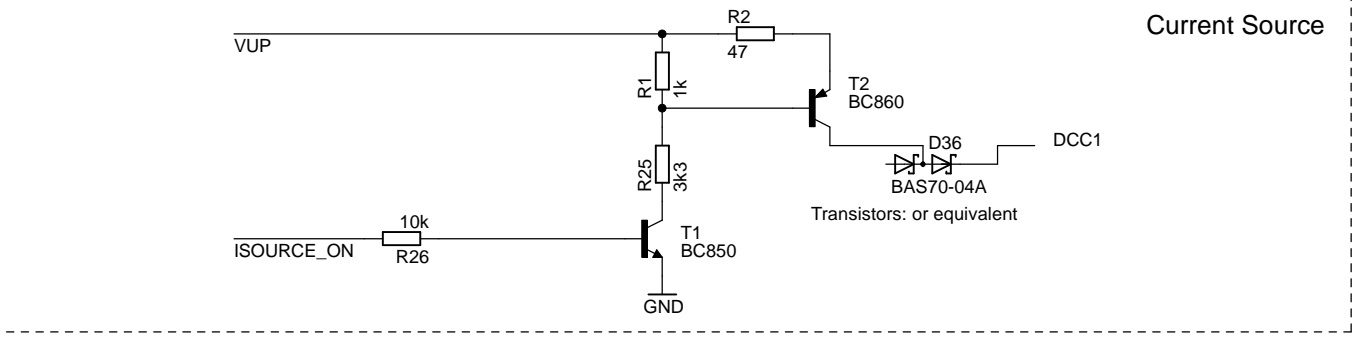 Current Source
R2
47
VUP
R1
1k
T2
BC860
D36
DCC1
BAS70-04A
R25
3k3
Transistors: or equivalent
10k
R26
ISOURCE_ON
T1
BC850
GND